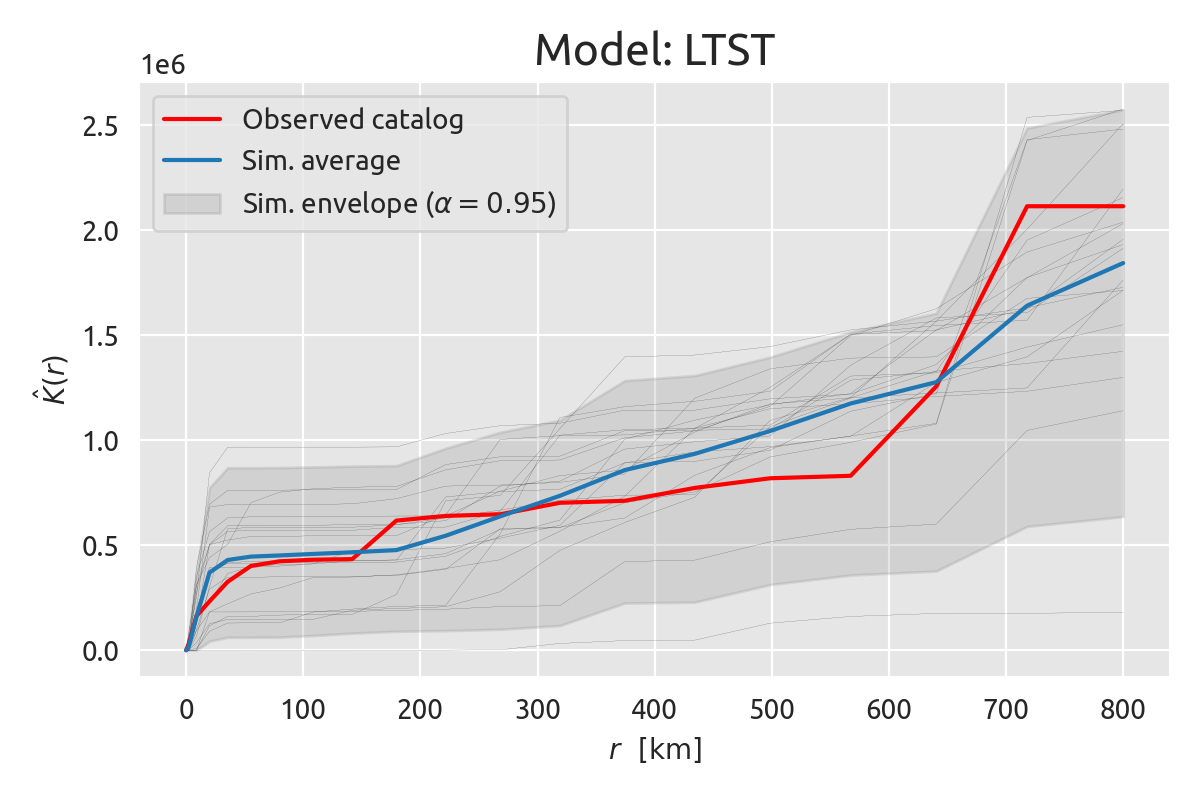 Model: LTST
1e6
Observed catalog
Sim. average
Sim. envelope (α = 0.95)
2.5
2.0
1.5
1.0
0.5
0.0
K̂(r)
0 100 200 300 400 500 600 700 800
r [km]